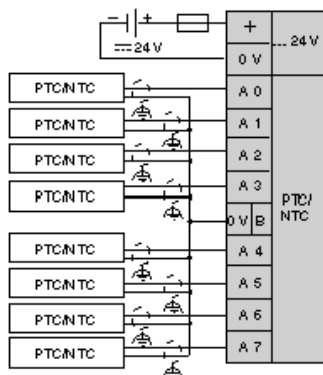 − +
⎓ 24 V
+
⎓ 24 V
0 V
PTC/NTC A 0
PTC/NTC A 1
PTC/NTC A 2
PTC/NTC A 3
PTC/
NTC
0 V B
PTC/NTC A 4
PTC/NTC A 5
PTC/NTC A 6
PTC/NTC A 7